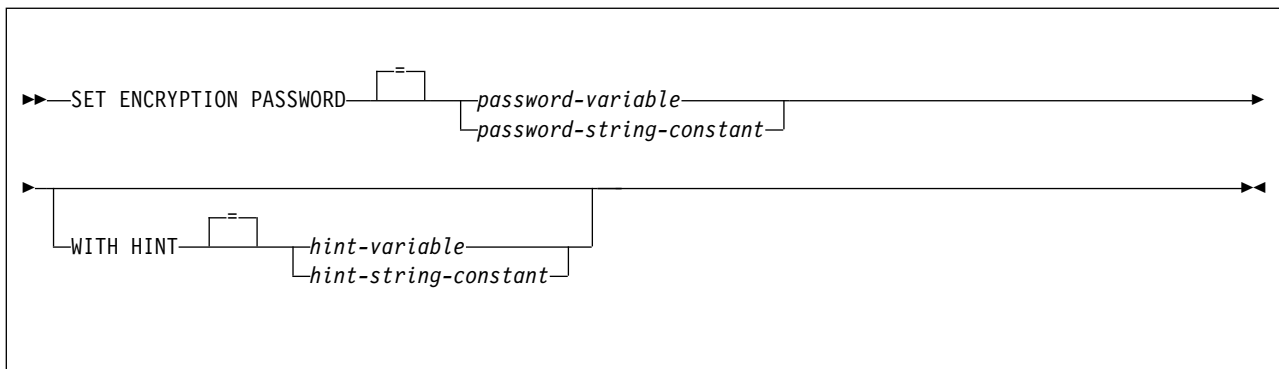 =
SET ENCRYPTION PASSWORD password-variable
password-string-constant
=
WITH HINT hint-variable
hint-string-constant